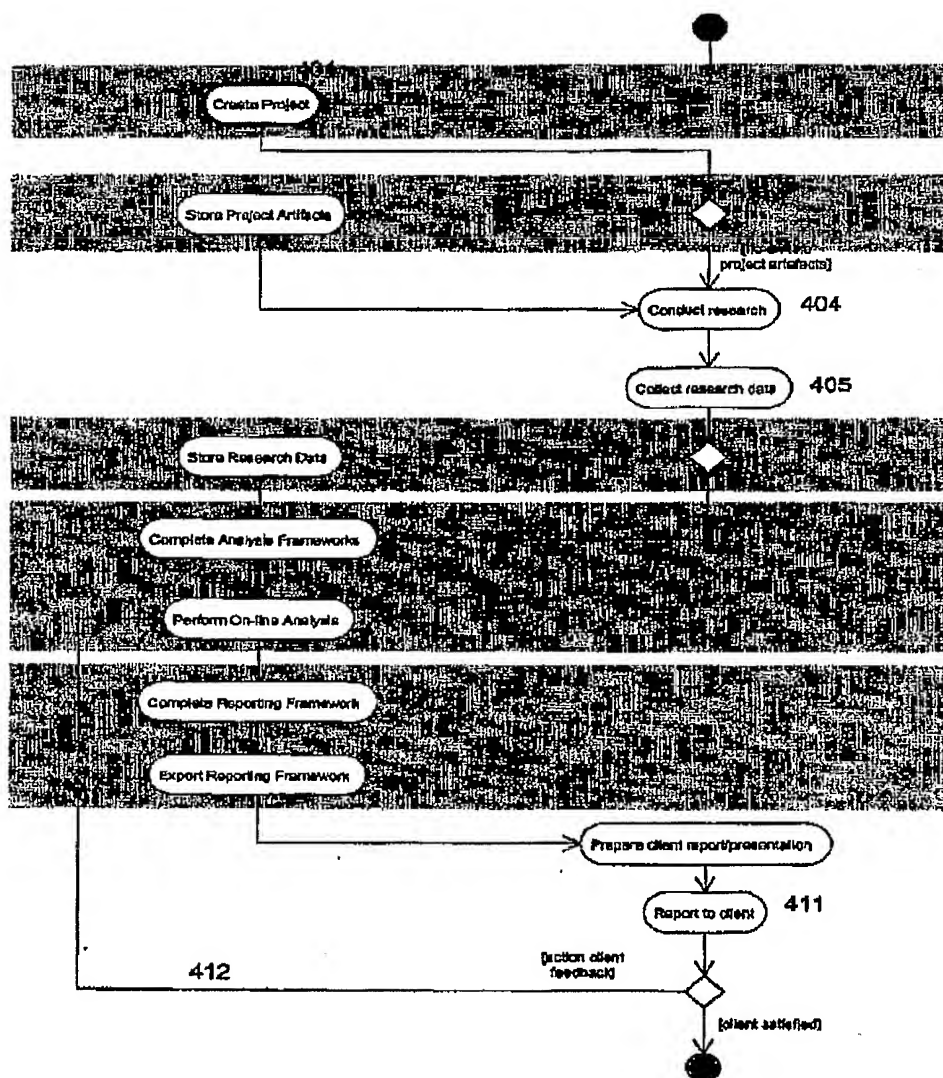 Create Project
Store Project Artifacts
project artefacts]
Conduct research
404
Collect research data
405
Store Research Data
Complete Analysis Frameworks
Perform On-line Analysis
Complete Reporting Framework
Export Reporting Framework
Prepare client report/presentation
Report to client
411
412
[action client
feedback]
[client satisfied]